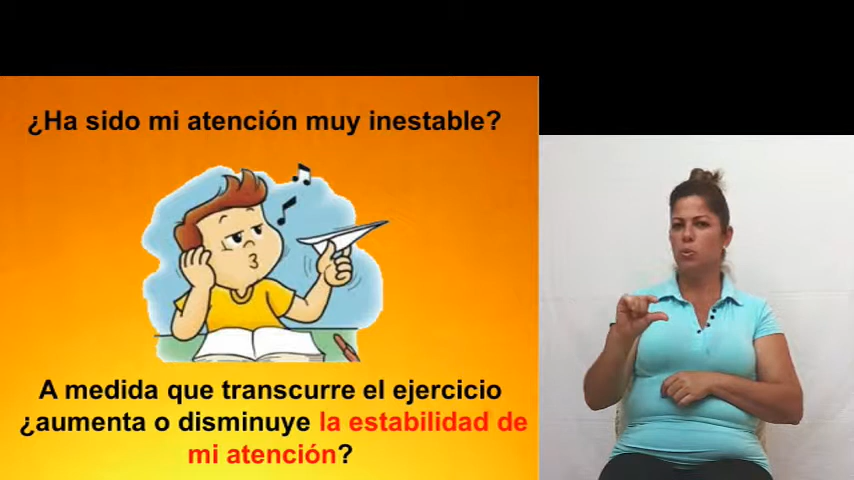 ¿Ha sido mi atención muy inestable?
A medida que transcurre el ejercicio
¿aumenta o disminuye la estabilidad de
mi atención?